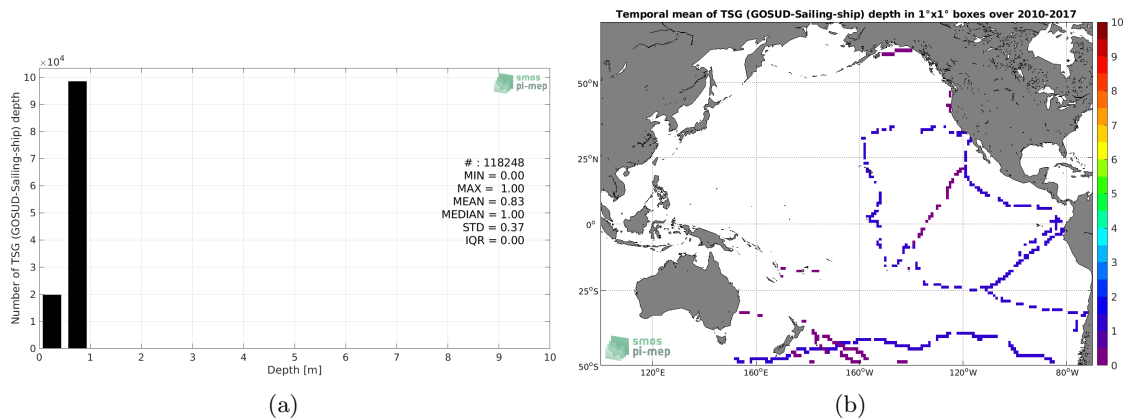 ×10⁴
10
9
8
7
6
5
4
3
2
1
0
Number of TSG (GOSUD-Sailing-ship) depth
smos
pi-mep
# : 118248
MIN = 0.00
MAX = 1.00
MEAN = 0.83
MEDIAN = 1.00
STD = 0.37
IQR = 0.00
0 1 2 3 4 5 6 7 8 9 10
Depth [m]
(a)
Temporal mean of TSG (GOSUD-Sailing-ship) depth in 1°x1° boxes over 2010-2017
50°N
25°N
0°
25°S
50°S
smos
pi-mep
120°E 160°E 160°W 120°W 80°W
10
9
8
7
6
5
4
3
2
1
0
(b)